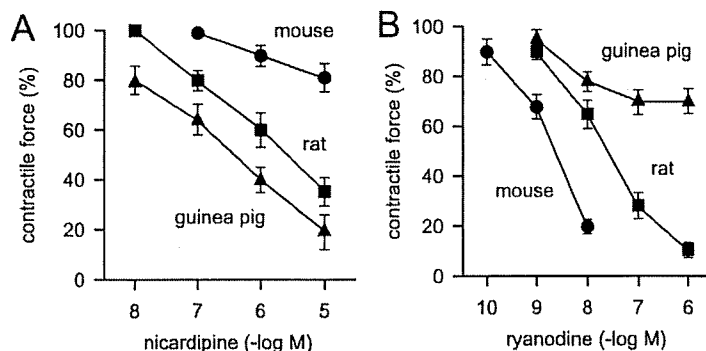 A
contractile force (%)
100
80
60
40
20
0
8
7
6
5
nicardipine (-log M)
mouse
rat
guinea pig
B
contractile force (%)
100
80
60
40
20
0
10
9
8
7
6
ryanodine (-log M)
guinea pig
rat
mouse